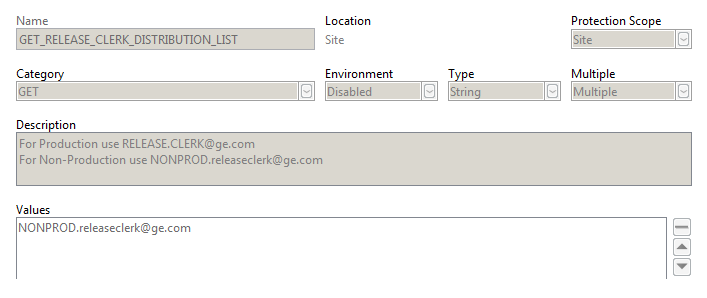 Name
Location
Protection Scope
GET_RELEASE_CLERK_DISTRIBUTION_LIST
Site
Site
Category
Environment
Type
Multiple
GET
Disabled
String
Multiple
Description
For Production use RELEASE.CLERK@ge.com
For Non-Production use NONPROD.releaseclerk@ge.com
Values
NONPROD.releaseclerk@ge.com